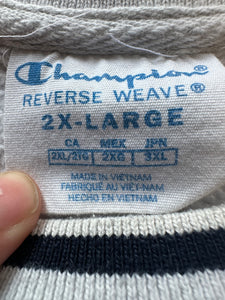 Champion
REVERSE WEAVE®
2X-LARGE
CA MEX JPN
2XL/2TG 2XG 3XL
MADE IN VIETNAM
FABRIQUÉ AU VIET-NAM
HECHO EN VIETNAM